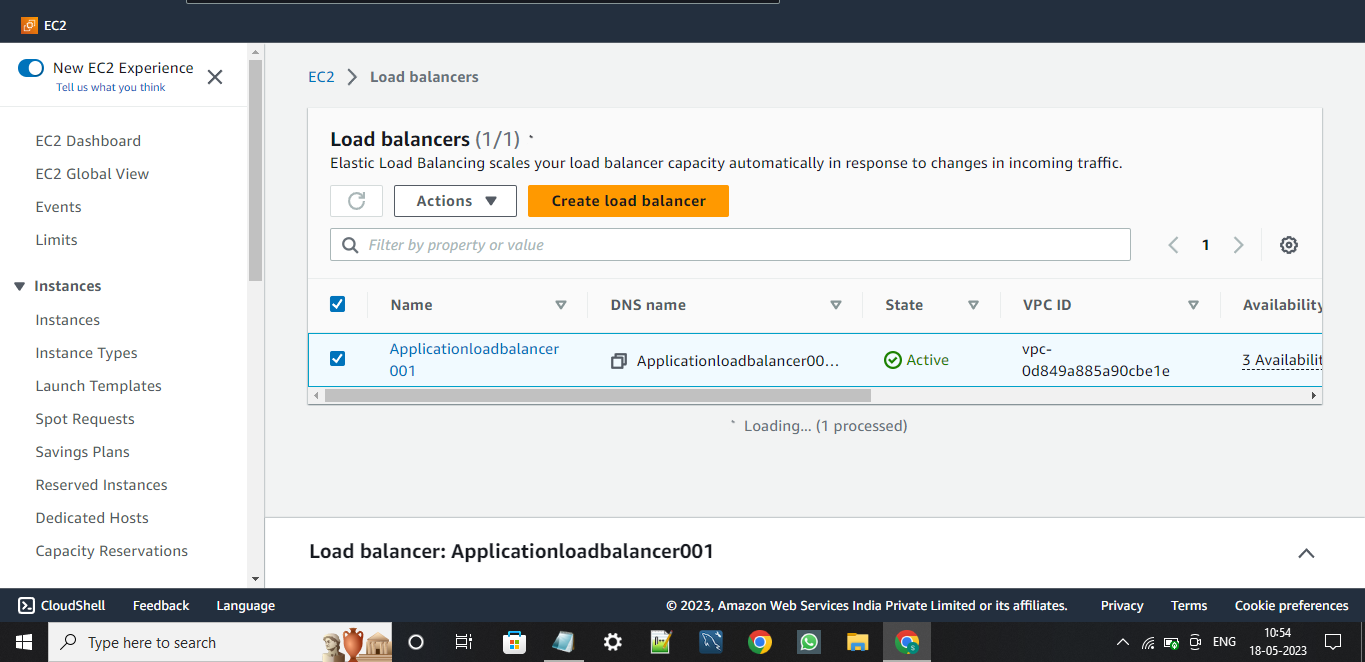 EC2
New EC2 Experience
Tell us what you think
EC2 Dashboard
EC2 Global View
Events
Limits
Instances
Instances
Instance Types
Launch Templates
Spot Requests
Savings Plans
Reserved Instances
Dedicated Hosts
Capacity Reservations
EC2 Load balancers
Load balancers (1/1)
Elastic Load Balancing scales your load balancer capacity automatically in response to changes in incoming traffic.
Actions Create load balancer
Filter by property or value 1
Name DNS name State VPC ID Availability
Applicationloadbalancer
001
Applicationloadbalancer00...
Active
vpc-
0d849a885a90cbe1e
3 Availabilit
Loading... (1 processed)
Load balancer: Applicationloadbalancer001
CloudShell Feedback Language © 2023, Amazon Web Services India Private Limited or its affiliates. Privacy Terms Cookie preferences
Type here to search ENG 10:54
18-05-2023